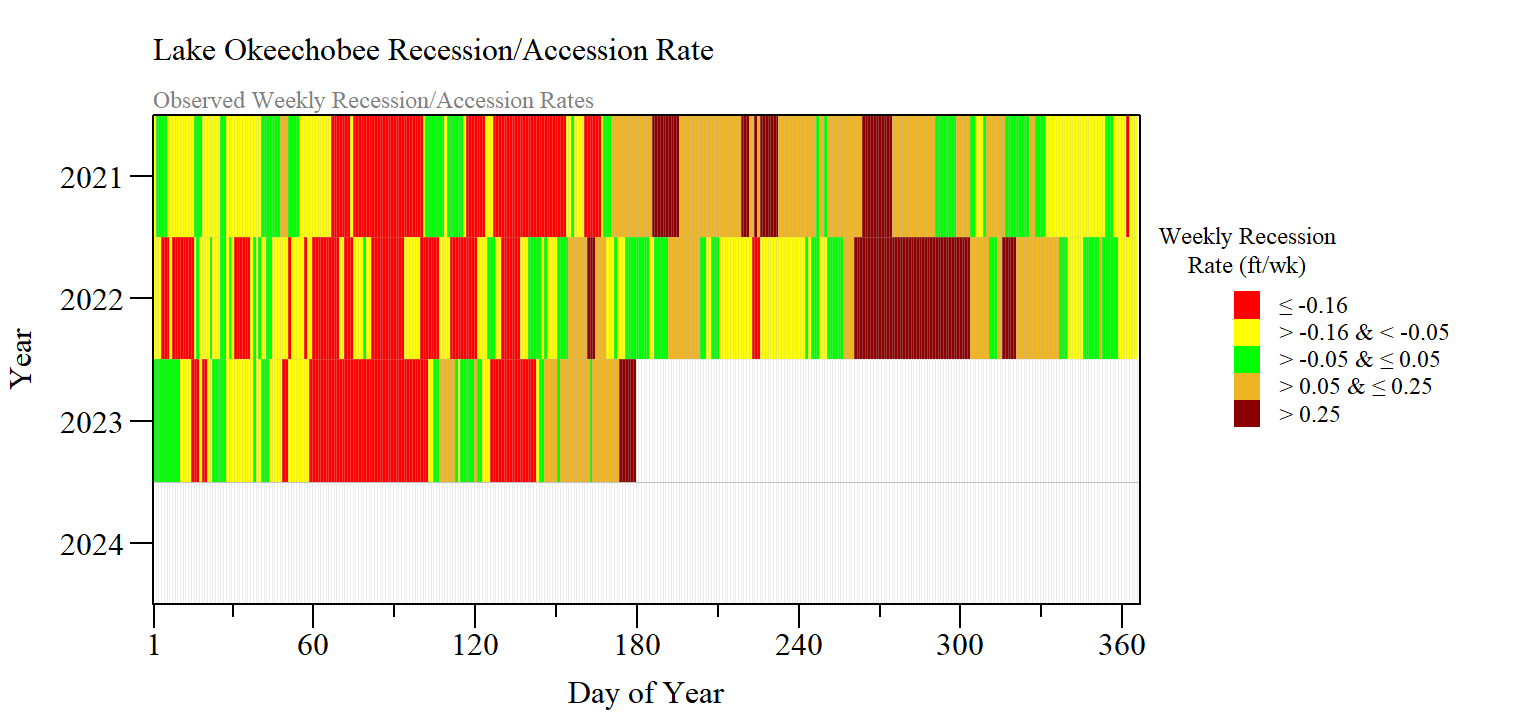 Lake Okeechobee Recession/Accession Rate
Observed Weekly Recession/Accession Rates
2021
2022
2023
2024
Year
1 60 120 180 240 300 360
Day of Year
Weekly Recession
Rate (ft/wk)
≤ -0.16
> -0.16 & < -0.05
> -0.05 & ≤ 0.05
> 0.05 & ≤ 0.25
> 0.25